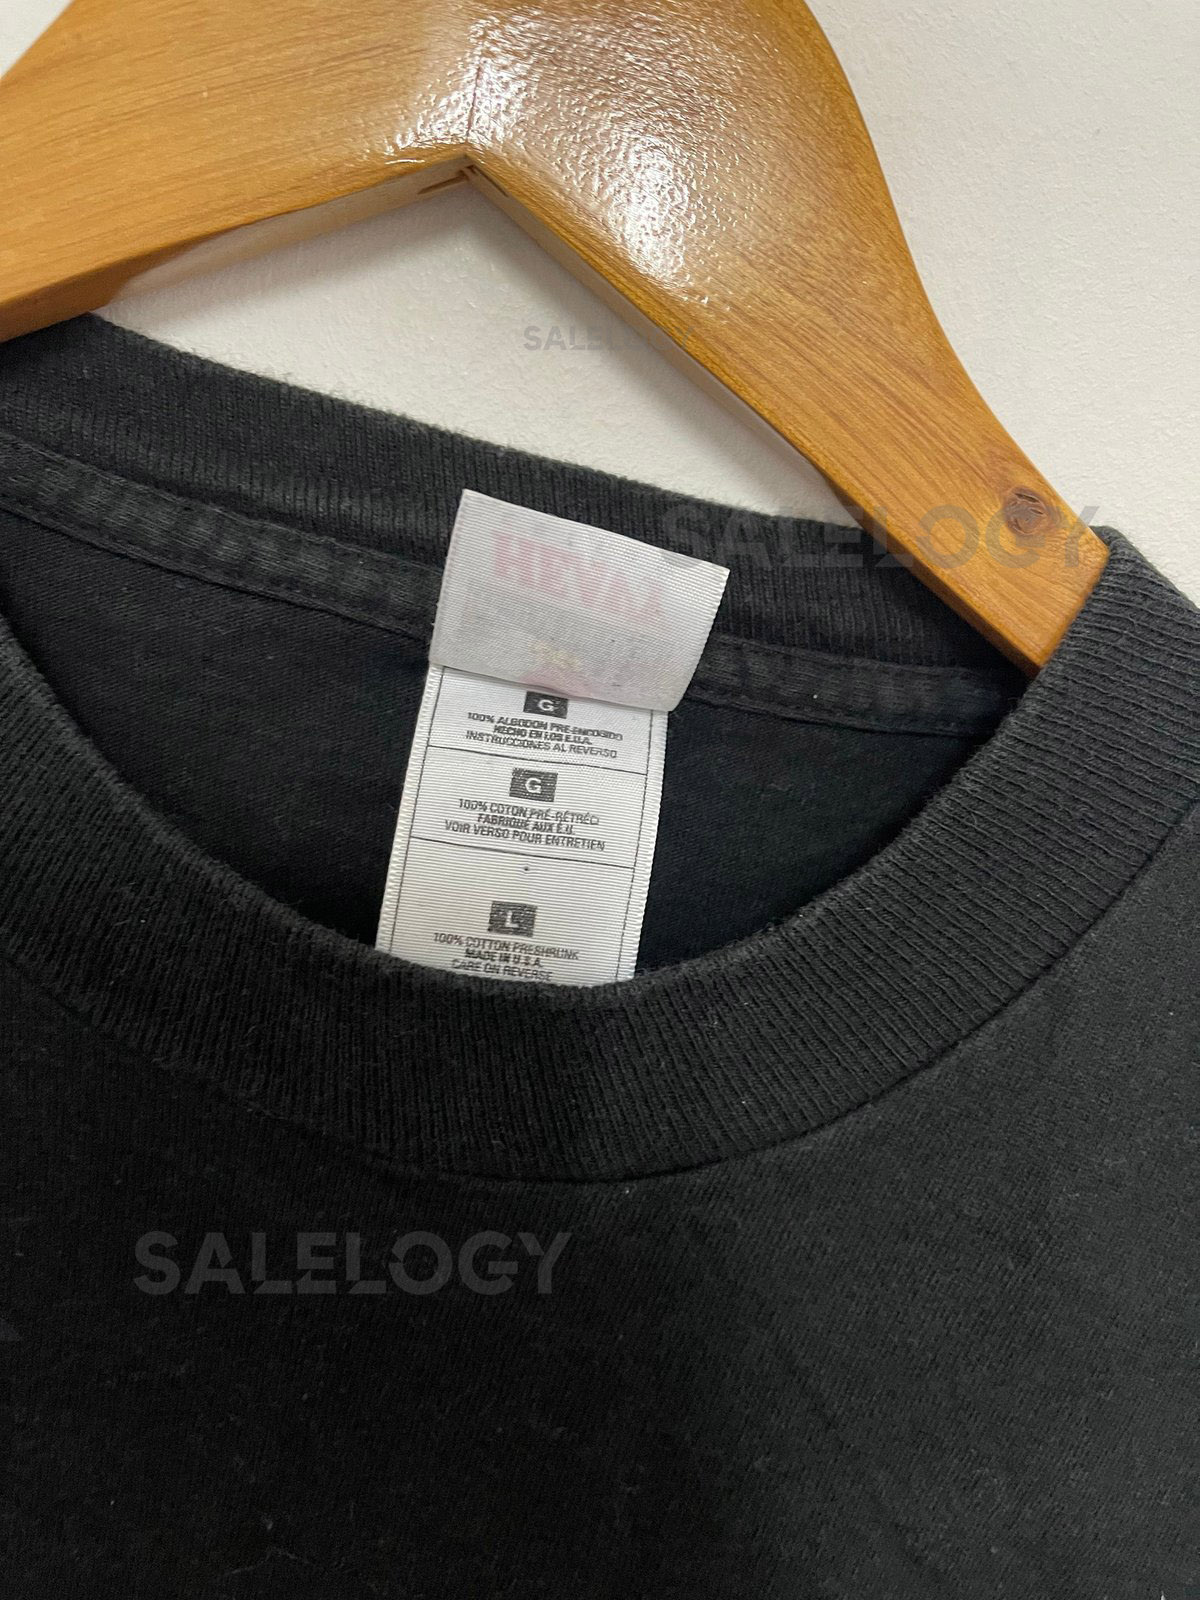 SALELOGY
G
100% ALGODON PRE-ENCOGIDO
HECHO EN LOS E.U.A.
INSTRUCCIONES AL REVERSO
G
100% COTON PRÉ-RÉTRÉCI
FABRIQUÉ AUX É.U.
VOIR VERSO POUR ENTRETIEN
L
100% COTTON PRESHRUNK
MADE IN U.S.A.
CARE ON REVERSE
SALELOGY